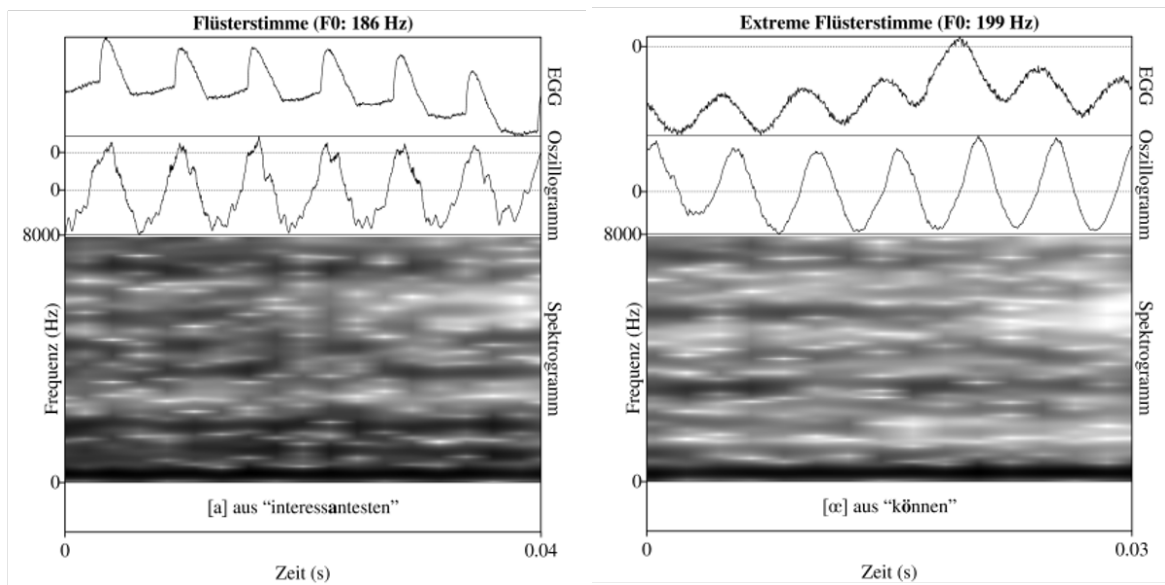 Flüsterstimme (F0: 186 Hz)
EGG
0
Oszillogramm
0
8000
Frequenz (Hz)
Spektrogramm
0
[a] aus “interessantesten”
0
0.04
Zeit (s)
Extreme Flüsterstimme (F0: 199 Hz)
0
EGG
Oszillogramm
0
8000
Frequenz (Hz)
Spektrogramm
0
[œ] aus “können”
0
0.03
Zeit (s)